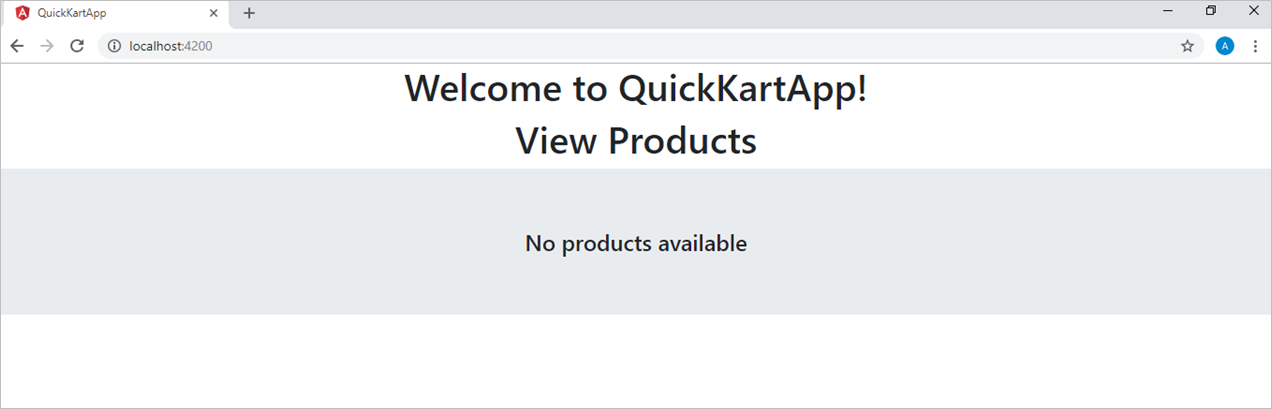 QuickKartApp
localhost:4200
A
Welcome to QuickKartApp!
View Products
No products available